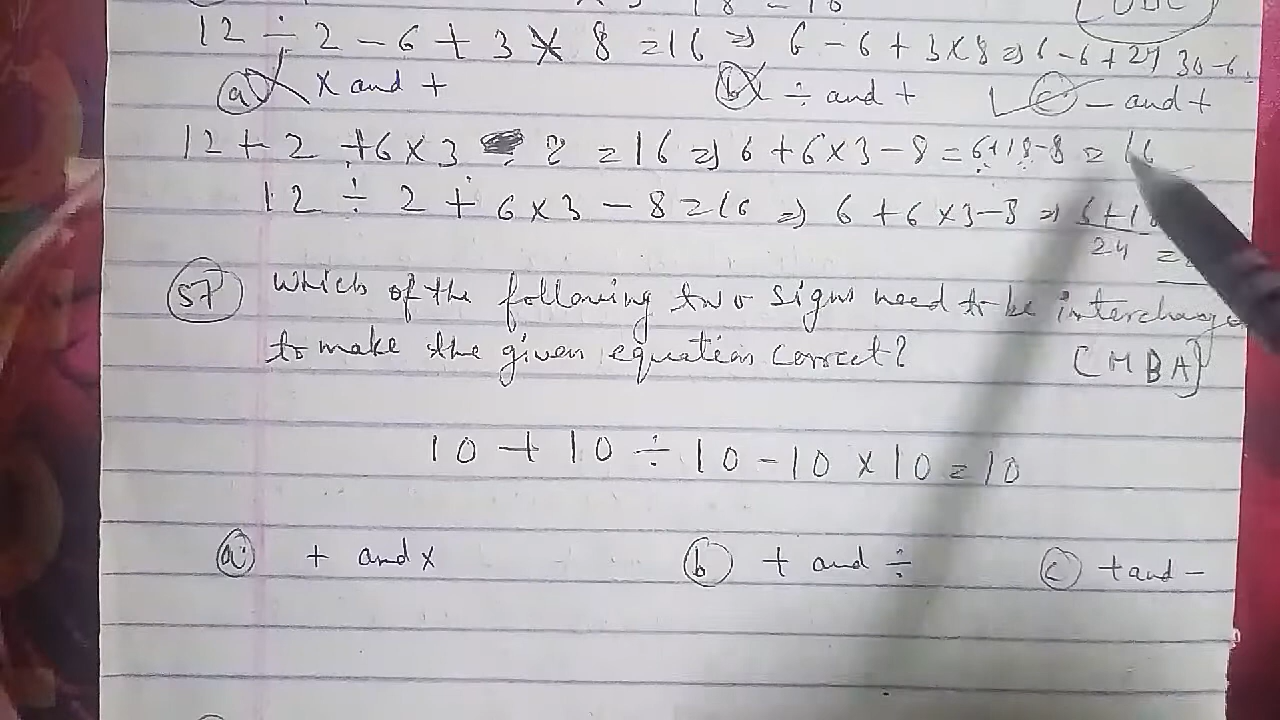 12 ÷ 2 - 6 + 3 × 8 = 16 ⇒ 6 - 6 + 3 × 8 ⇒ 6 - 6 + 24 30 - 6
(a) × and + (b) ÷ and + (c) - and +
12 + 2 + 6 × 3 - 8 = 16 ⇒ 6 + 6 × 3 - 8 = 6 + 18 - 8 = 16
12 ÷ 2 + 6 × 3 - 8 = 16 ⇒ 6 + 6 × 3 - 8 ⇒ 6 +
24
(57) Which of the following two signs need to be interchange
to make the given equation correct? [MBA]
10 + 10 ÷ 10 - 10 × 10 = 10
(a) + and × (b) + and ÷ (c) + and -